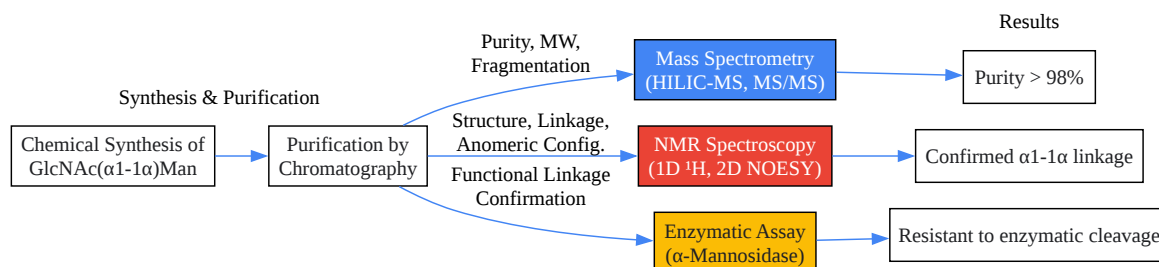 Synthesis & Purification
Chemical Synthesis of
GlcNAc(α1-1α)Man
Purification by
Chromatography
Purity, MW,
Fragmentation
Structure, Linkage,
Anomeric Config.
Functional Linkage
Confirmation
Mass Spectrometry
(HILIC-MS, MS/MS)
NMR Spectroscopy
(1D ¹H, 2D NOESY)
Enzymatic Assay
(α-Mannosidase)
Results
Purity > 98%
Confirmed α1-1α linkage
Resistant to enzymatic cleavage